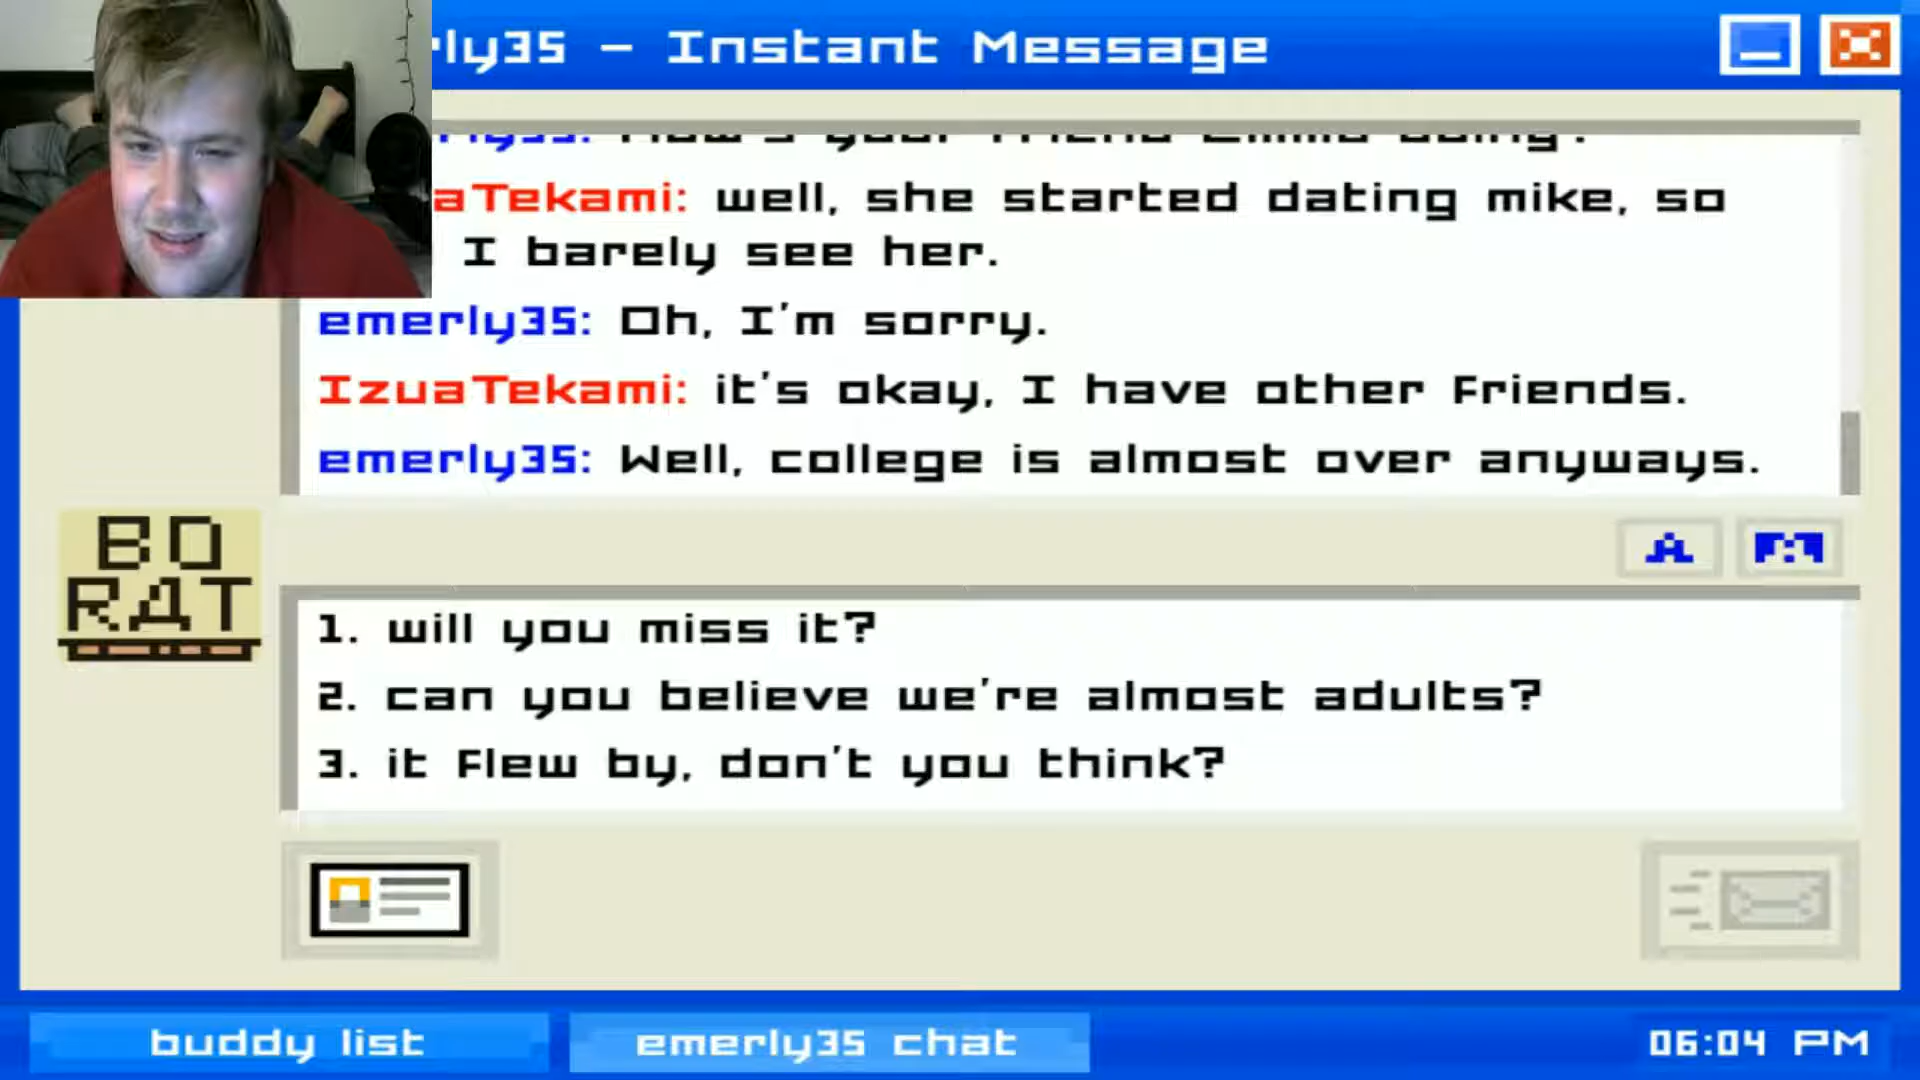 rly35 - Instant Message
aTekami: well, she started dating mike, so
I barely see her.
emerly35: Oh, I'm sorry.
IzuaTekami: it's okay, I have other Friends.
emerly35: Well, college is almost over anyways.
BO
RAT
A
1. will you miss it?
2. can you believe we're almost adults?
3. it Flew by, don't you think?
buddy list
emerly35 chat
06:04 PM